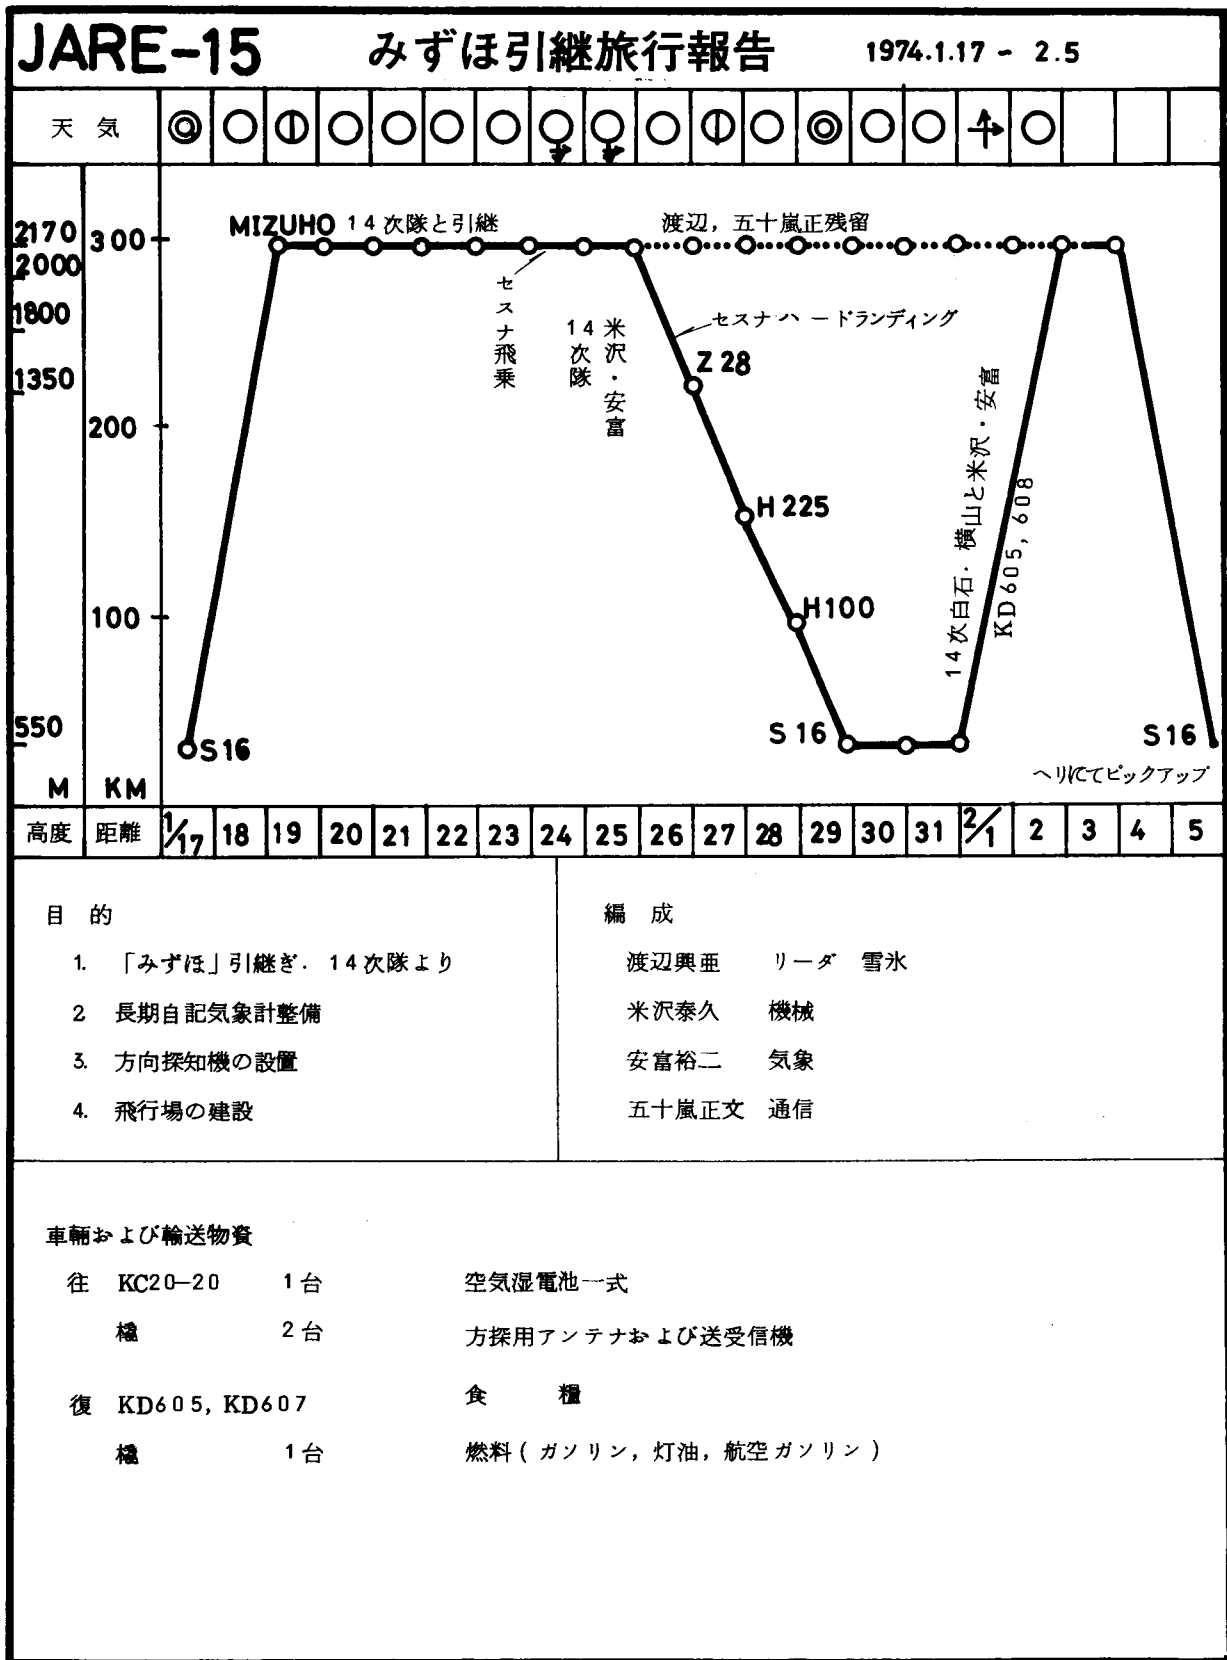 JARE-15 みずほ引継旅行報告 1974.1.17 - 2.5
天気
2170
2000
1800
1350
550
M
300
200
100
KM
MIZUHO 14次隊と引継
渡辺，五十嵐正残留
セスナ飛乗
14次隊
米沢・安富
セスナハードランディング
Z 28
H 225
H100
14次白石・横山と米沢・安富
KD605, 608
S16
S 16
S16
ヘリにてピックアップ
高度 距離 1/17 18 19 20 21 22 23 24 25 26 27 28 29 30 31 2/1 2 3 4 5
目的
1. 「みずほ」引継ぎ. 14次隊より
2 長期自記気象計整備
3. 方向探知機の設置
4. 飛行場の建設
編成
渡辺興亜 リーダ 雪氷
米沢泰久 機械
安富裕二 気象
五十嵐正文 通信
車輛および輸送物資
往 KC20-20 1台 空気湿電池一式
橇 2台 方探用アンテナおよび送受信機
復 KD605, KD607 食糧
橇 1台 燃料(ガソリン，灯油，航空ガソリン)